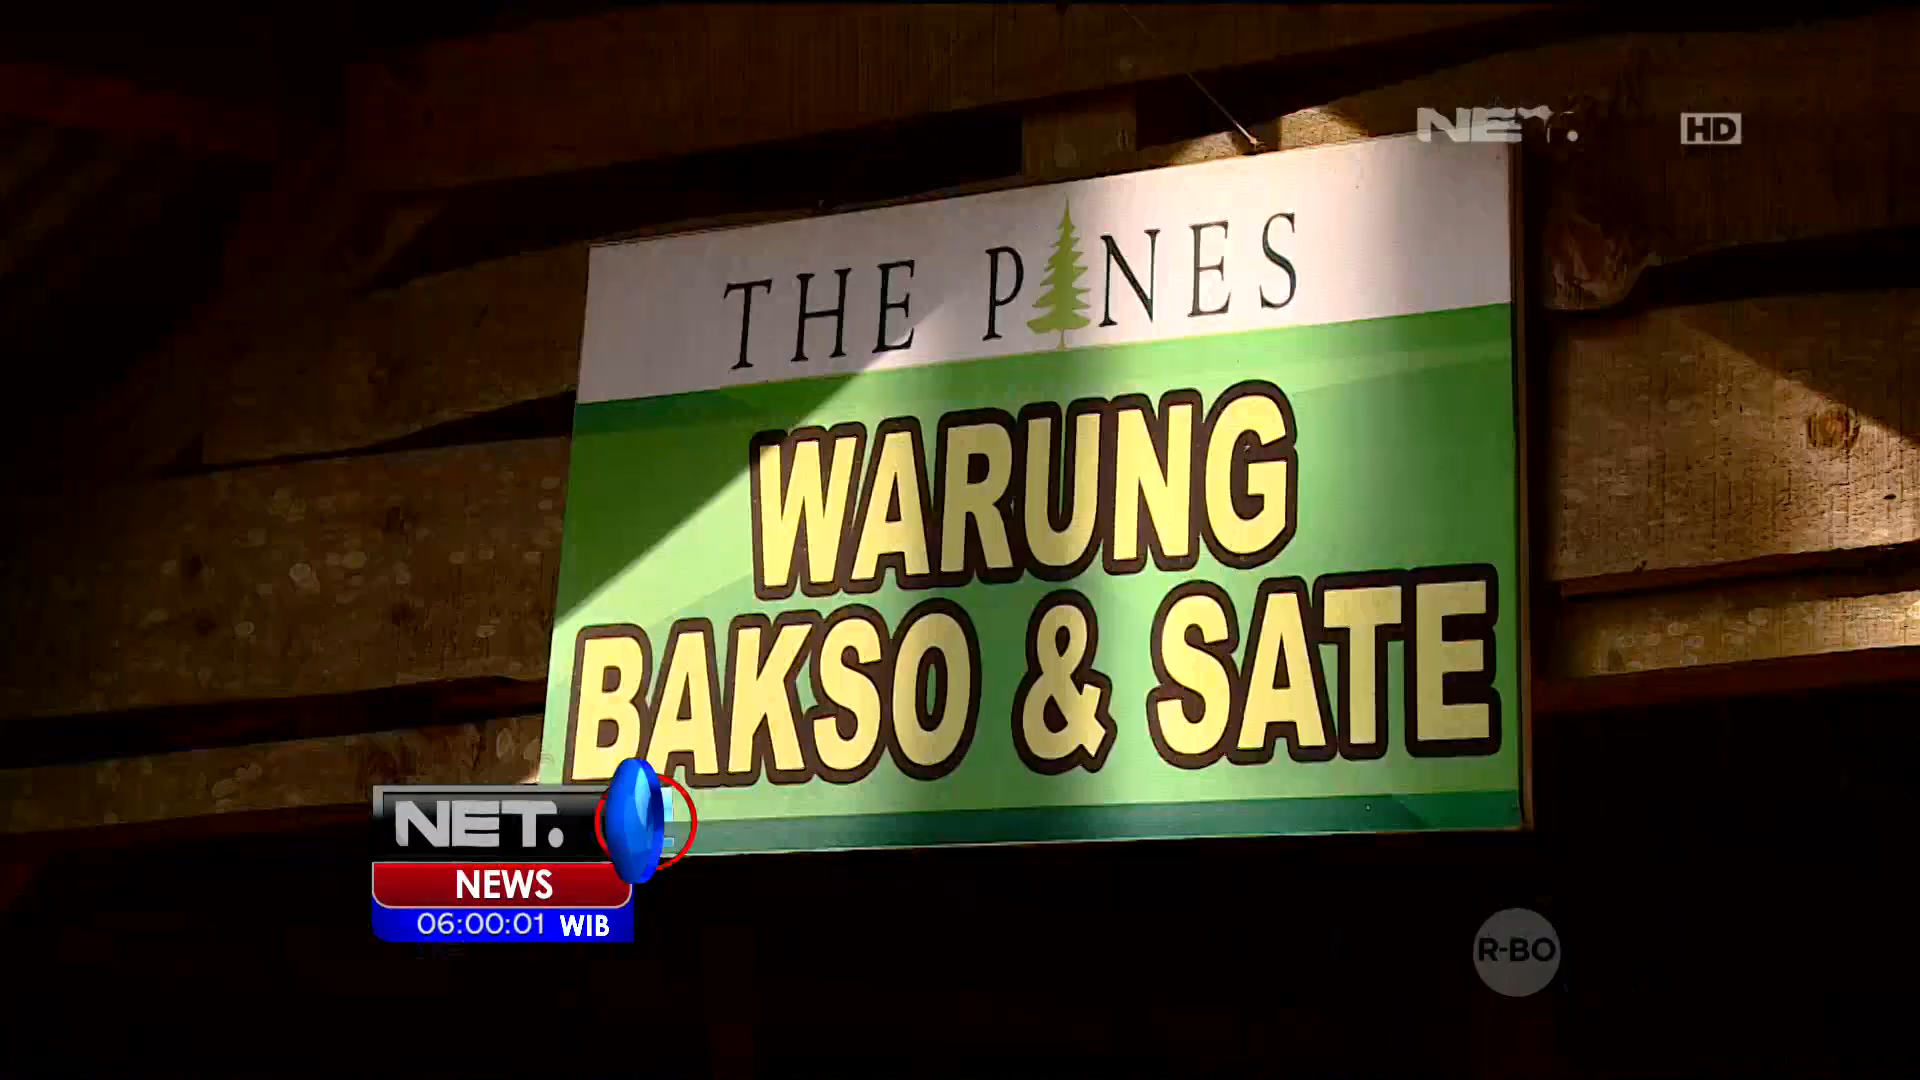 NET.
HD
THE PINES
WARUNG
BAKSO & SATE
NET.
NEWS
06:00:01 WIB
R-BO